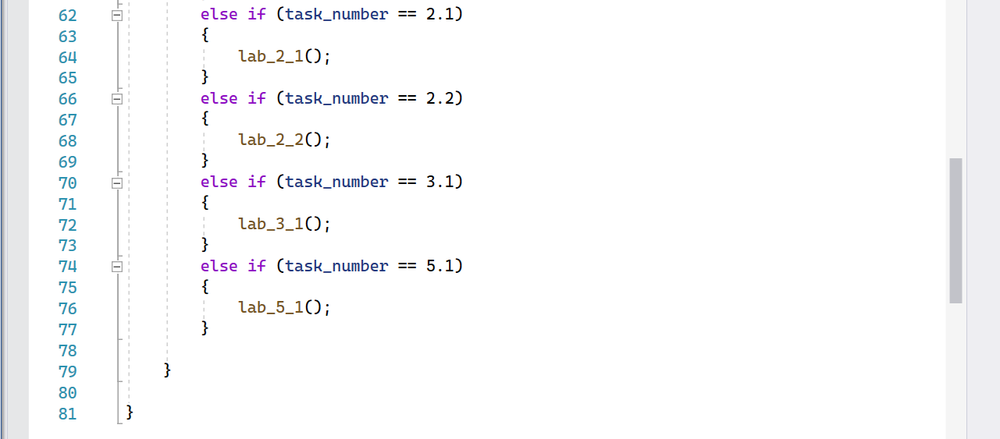 62 else if (task_number == 2.1)
63 {
64 lab_2_1();
65 }
66 else if (task_number == 2.2)
67 {
68 lab_2_2();
69 }
70 else if (task_number == 3.1)
71 {
72 lab_3_1();
73 }
74 else if (task_number == 5.1)
75 {
76 lab_5_1();
77 }
78
79 }
80
81 }